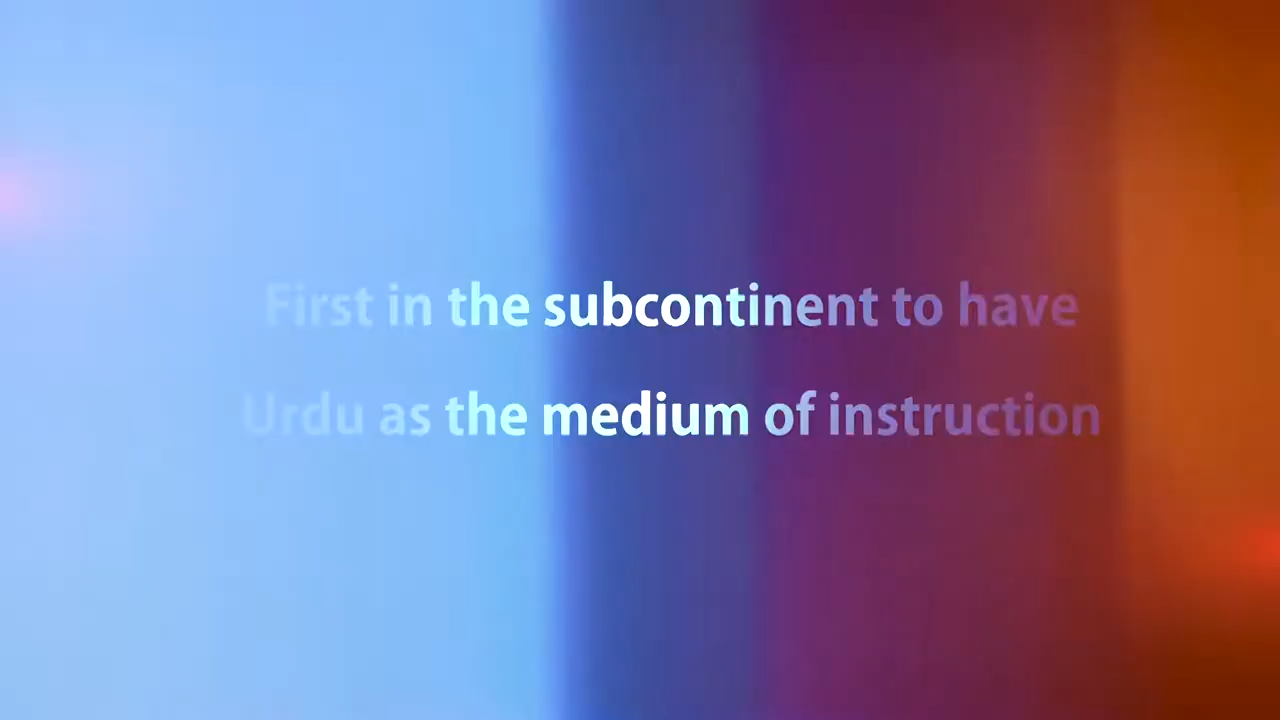 First in the subcontinent to have
Urdu as the medium of instruction